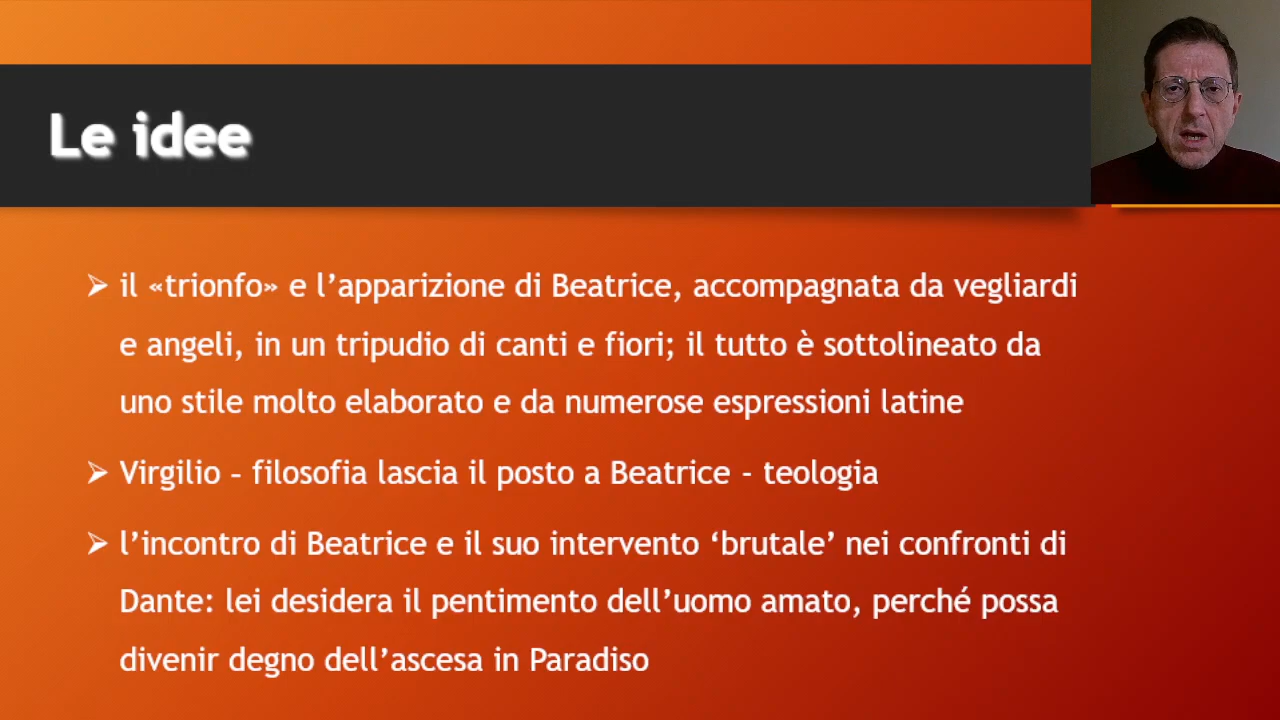 Le idee
➢ il «trionfo» e l’apparizione di Beatrice, accompagnata da vegliardi
e angeli, in un tripudio di canti e fiori; il tutto è sottolineato da
uno stile molto elaborato e da numerose espressioni latine
➢ Virgilio – filosofia lascia il posto a Beatrice - teologia
➢ l’incontro di Beatrice e il suo intervento ‘brutale’ nei confronti di
Dante: lei desidera il pentimento dell’uomo amato, perché possa
divenir degno dell’ascesa in Paradiso